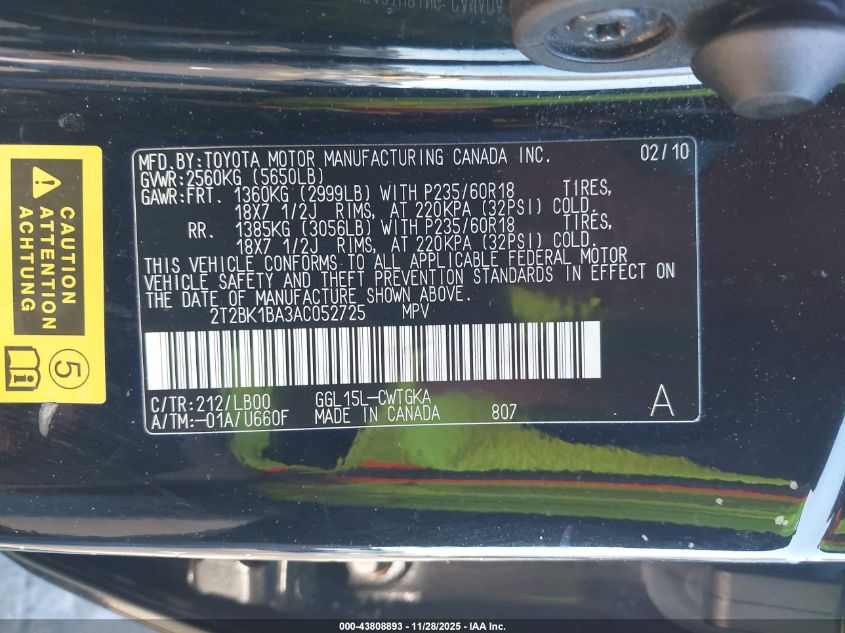 MFD.BY:TOYOTA MOTOR MANUFACTURING CANADA INC. 02/10
GVWR:2560KG (5650LB)
GAWR:FRT. 1360KG (2999LB) WITH P235/60R18 TIRES,
18X7 1/2J RIMS, AT 220KPA (32PSI) COLD.
RR. 1385KG (3056LB) WITH P235/60R18 TIRES,
18X7 1/2J RIMS, AT 220KPA (32PSI) COLD.
THIS VEHICLE CONFORMS TO ALL APPLICABLE FEDERAL MOTOR
VEHICLE SAFETY AND THEFT PREVENTION STANDARDS IN EFFECT ON
THE DATE OF MANUFACTURE SHOWN ABOVE.
2T2BK1BA3AC052725 MPV
C/TR:212/LB00 GGL15L-CWTGKA
A/TM:-01A/U660F MADE IN CANADA 807 A
CAUTION
ATTENTION
ACHTUNG
5
000-43808893 | 11/28/2025 - IAA Inc.